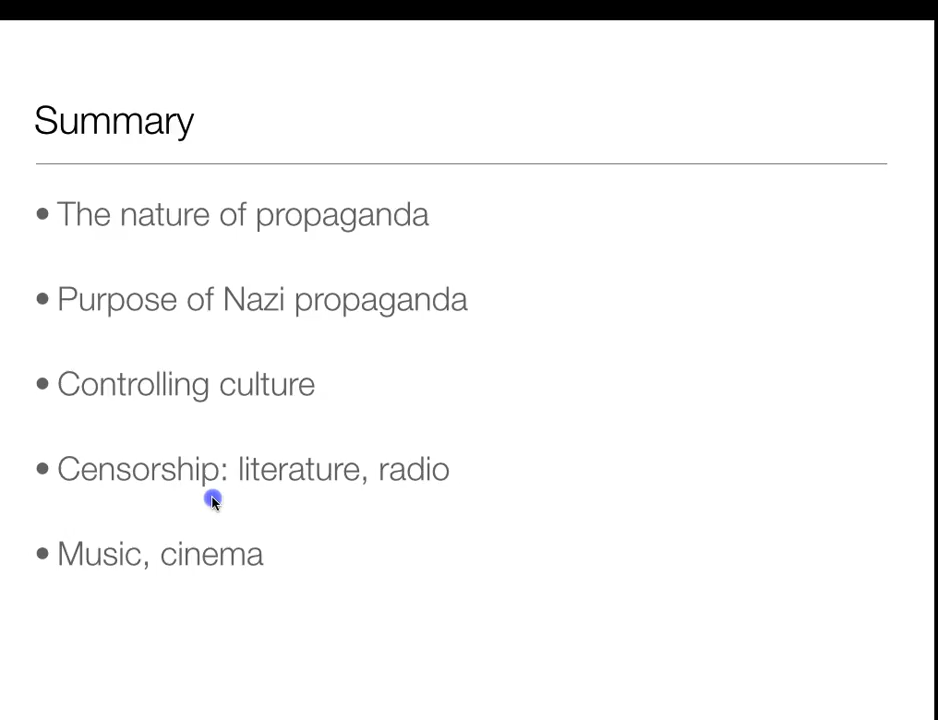 Summary
• The nature of propaganda
• Purpose of Nazi propaganda
• Controlling culture
• Censorship: literature, radio
• Music, cinema